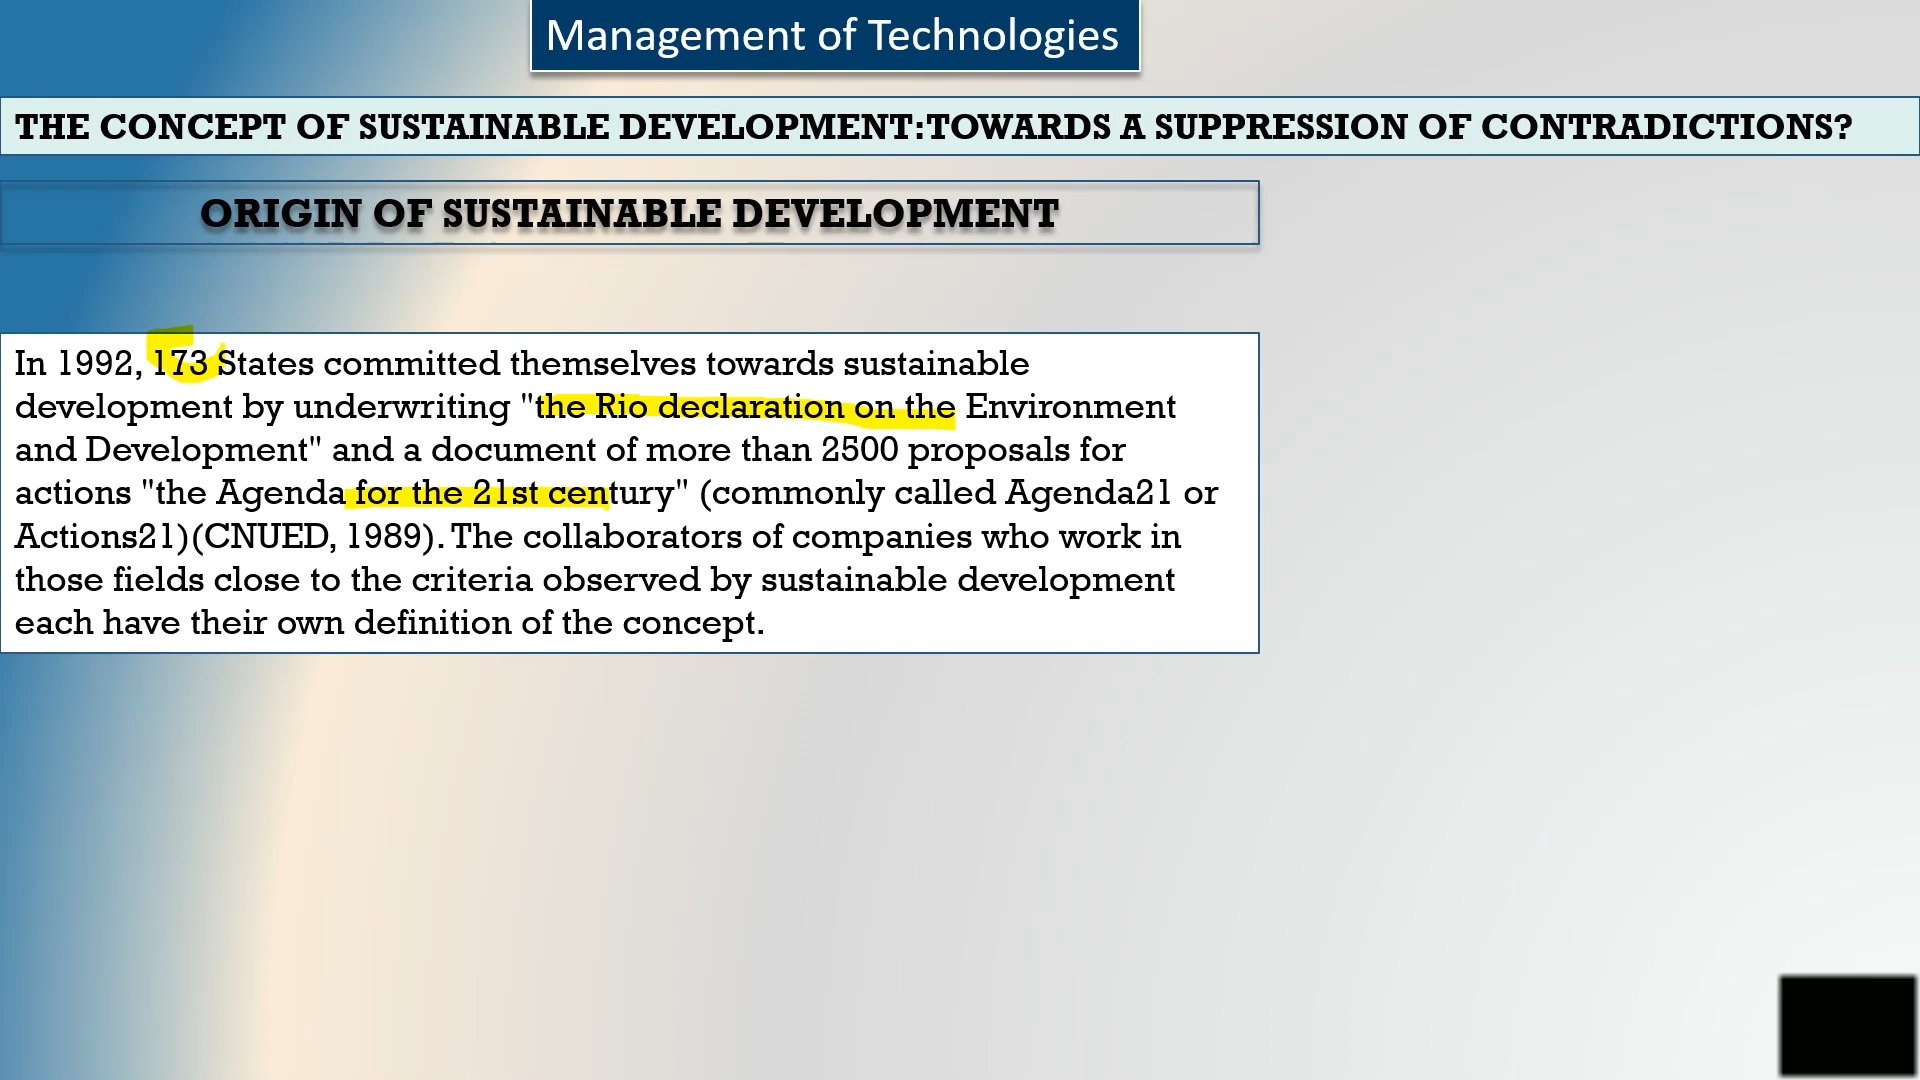 Management of Technologies
THE CONCEPT OF SUSTAINABLE DEVELOPMENT:TOWARDS A SUPPRESSION OF CONTRADICTIONS?
ORIGIN OF SUSTAINABLE DEVELOPMENT
In 1992, 173 States committed themselves towards sustainable
development by underwriting "the Rio declaration on the Environment
and Development" and a document of more than 2500 proposals for
actions "the Agenda for the 21st century" (commonly called Agenda21 or
Actions21)(CNUED, 1989). The collaborators of companies who work in
those fields close to the criteria observed by sustainable development
each have their own definition of the concept.